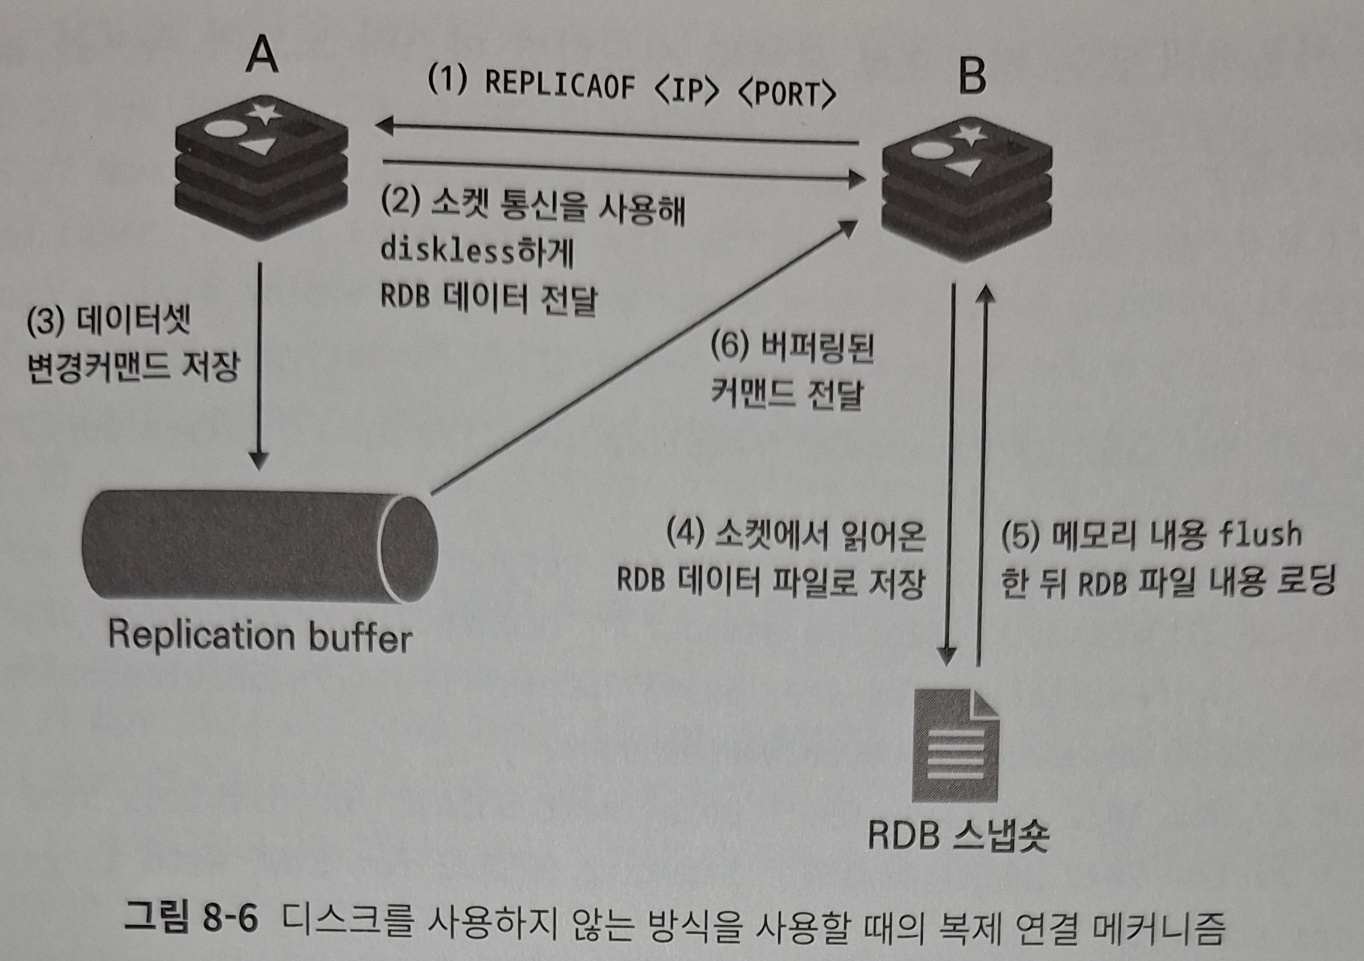 A
B
(1) REPLICAOF <IP> <PORT>
(2) 소켓 통신을 사용해
diskless하게
RDB 데이터 전달
(3) 데이터셋
변경커맨드 저장
(6) 버퍼링된
커맨드 전달
(4) 소켓에서 읽어온
RDB 데이터 파일로 저장
(5) 메모리 내용 flush
한 뒤 RDB 파일 내용 로딩
Replication buffer
RDB 스냅숏
그림 8-6 디스크를 사용하지 않는 방식을 사용할 때의 복제 연결 메커니즘